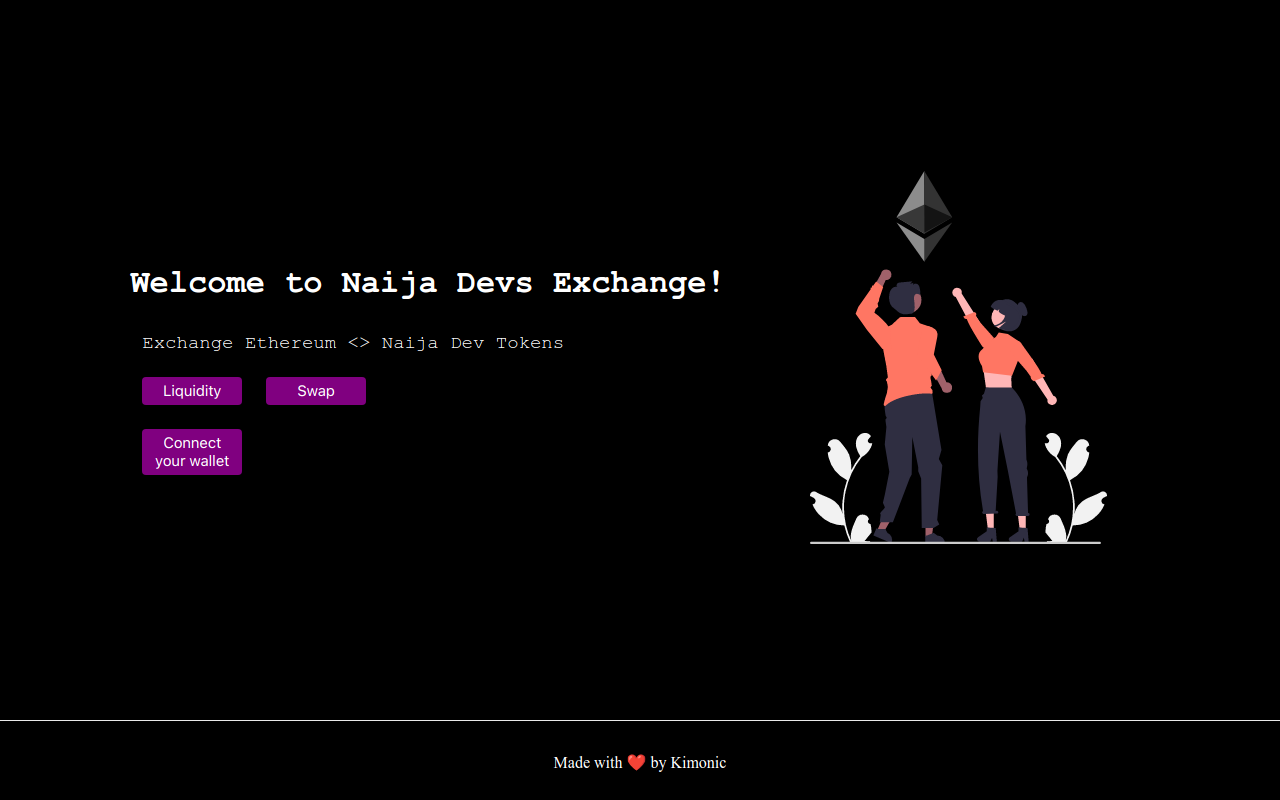 Welcome to Naija Devs Exchange!
Exchange Ethereum <> Naija Dev Tokens
Liquidity
Swap
Connect
your wallet
Made with ❤️ by Kimonic